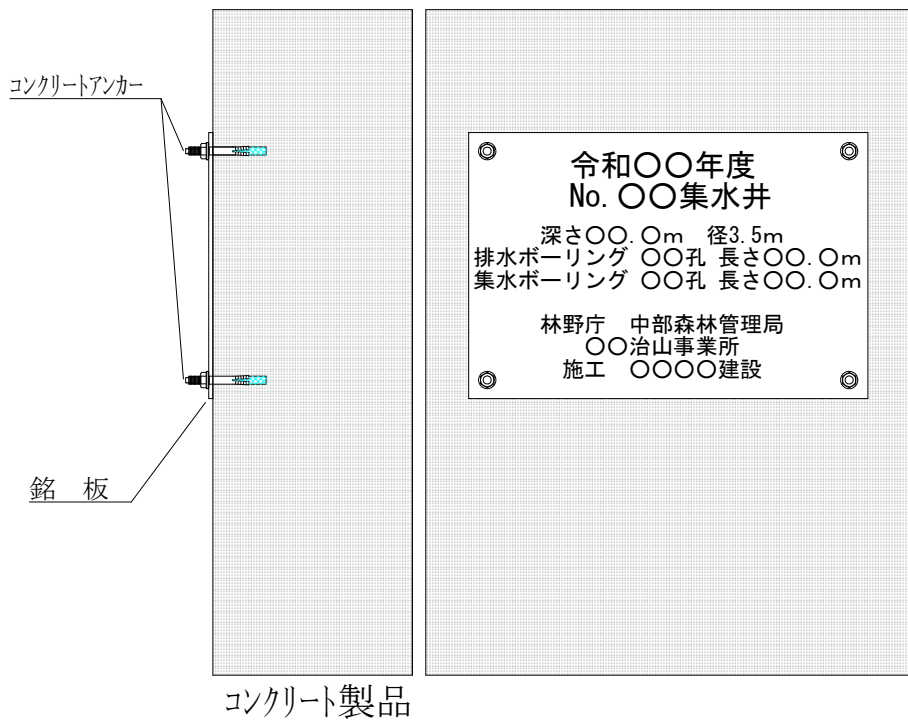 コンクリートアンカー
令和〇〇年度
No. 〇〇集水井
深さ〇〇.〇m 径3.5m
排水ボーリング 〇〇孔 長さ〇〇.〇m
集水ボーリング 〇〇孔 長さ〇〇.〇m
林野庁 中部森林管理局
〇〇治山事業所
施工 〇〇〇〇建設
銘 板
コンクリート製品